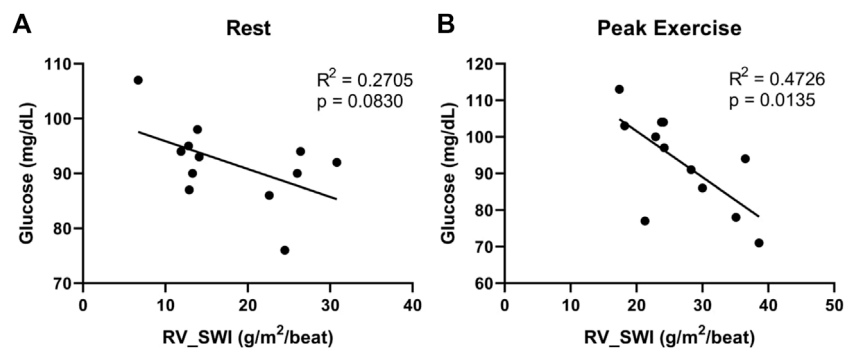 A
Rest
R² = 0.2705
p = 0.0830
Glucose (mg/dL)
110
100
90
80
70
0
10
20
30
40
RV_SWI (g/m²/beat)
B
Peak Exercise
R² = 0.4726
p = 0.0135
Glucose (mg/dL)
120
110
100
90
80
70
60
0
10
20
30
40
50
RV_SWI (g/m²/beat)